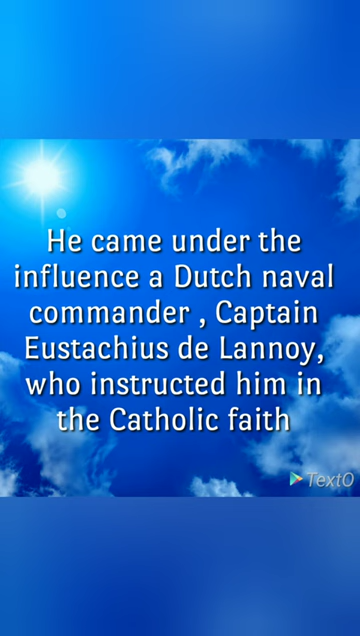 He came under the
influence a Dutch naval
commander , Captain
Eustachius de Lannoy,
who instructed him in
the Catholic faith
TextO